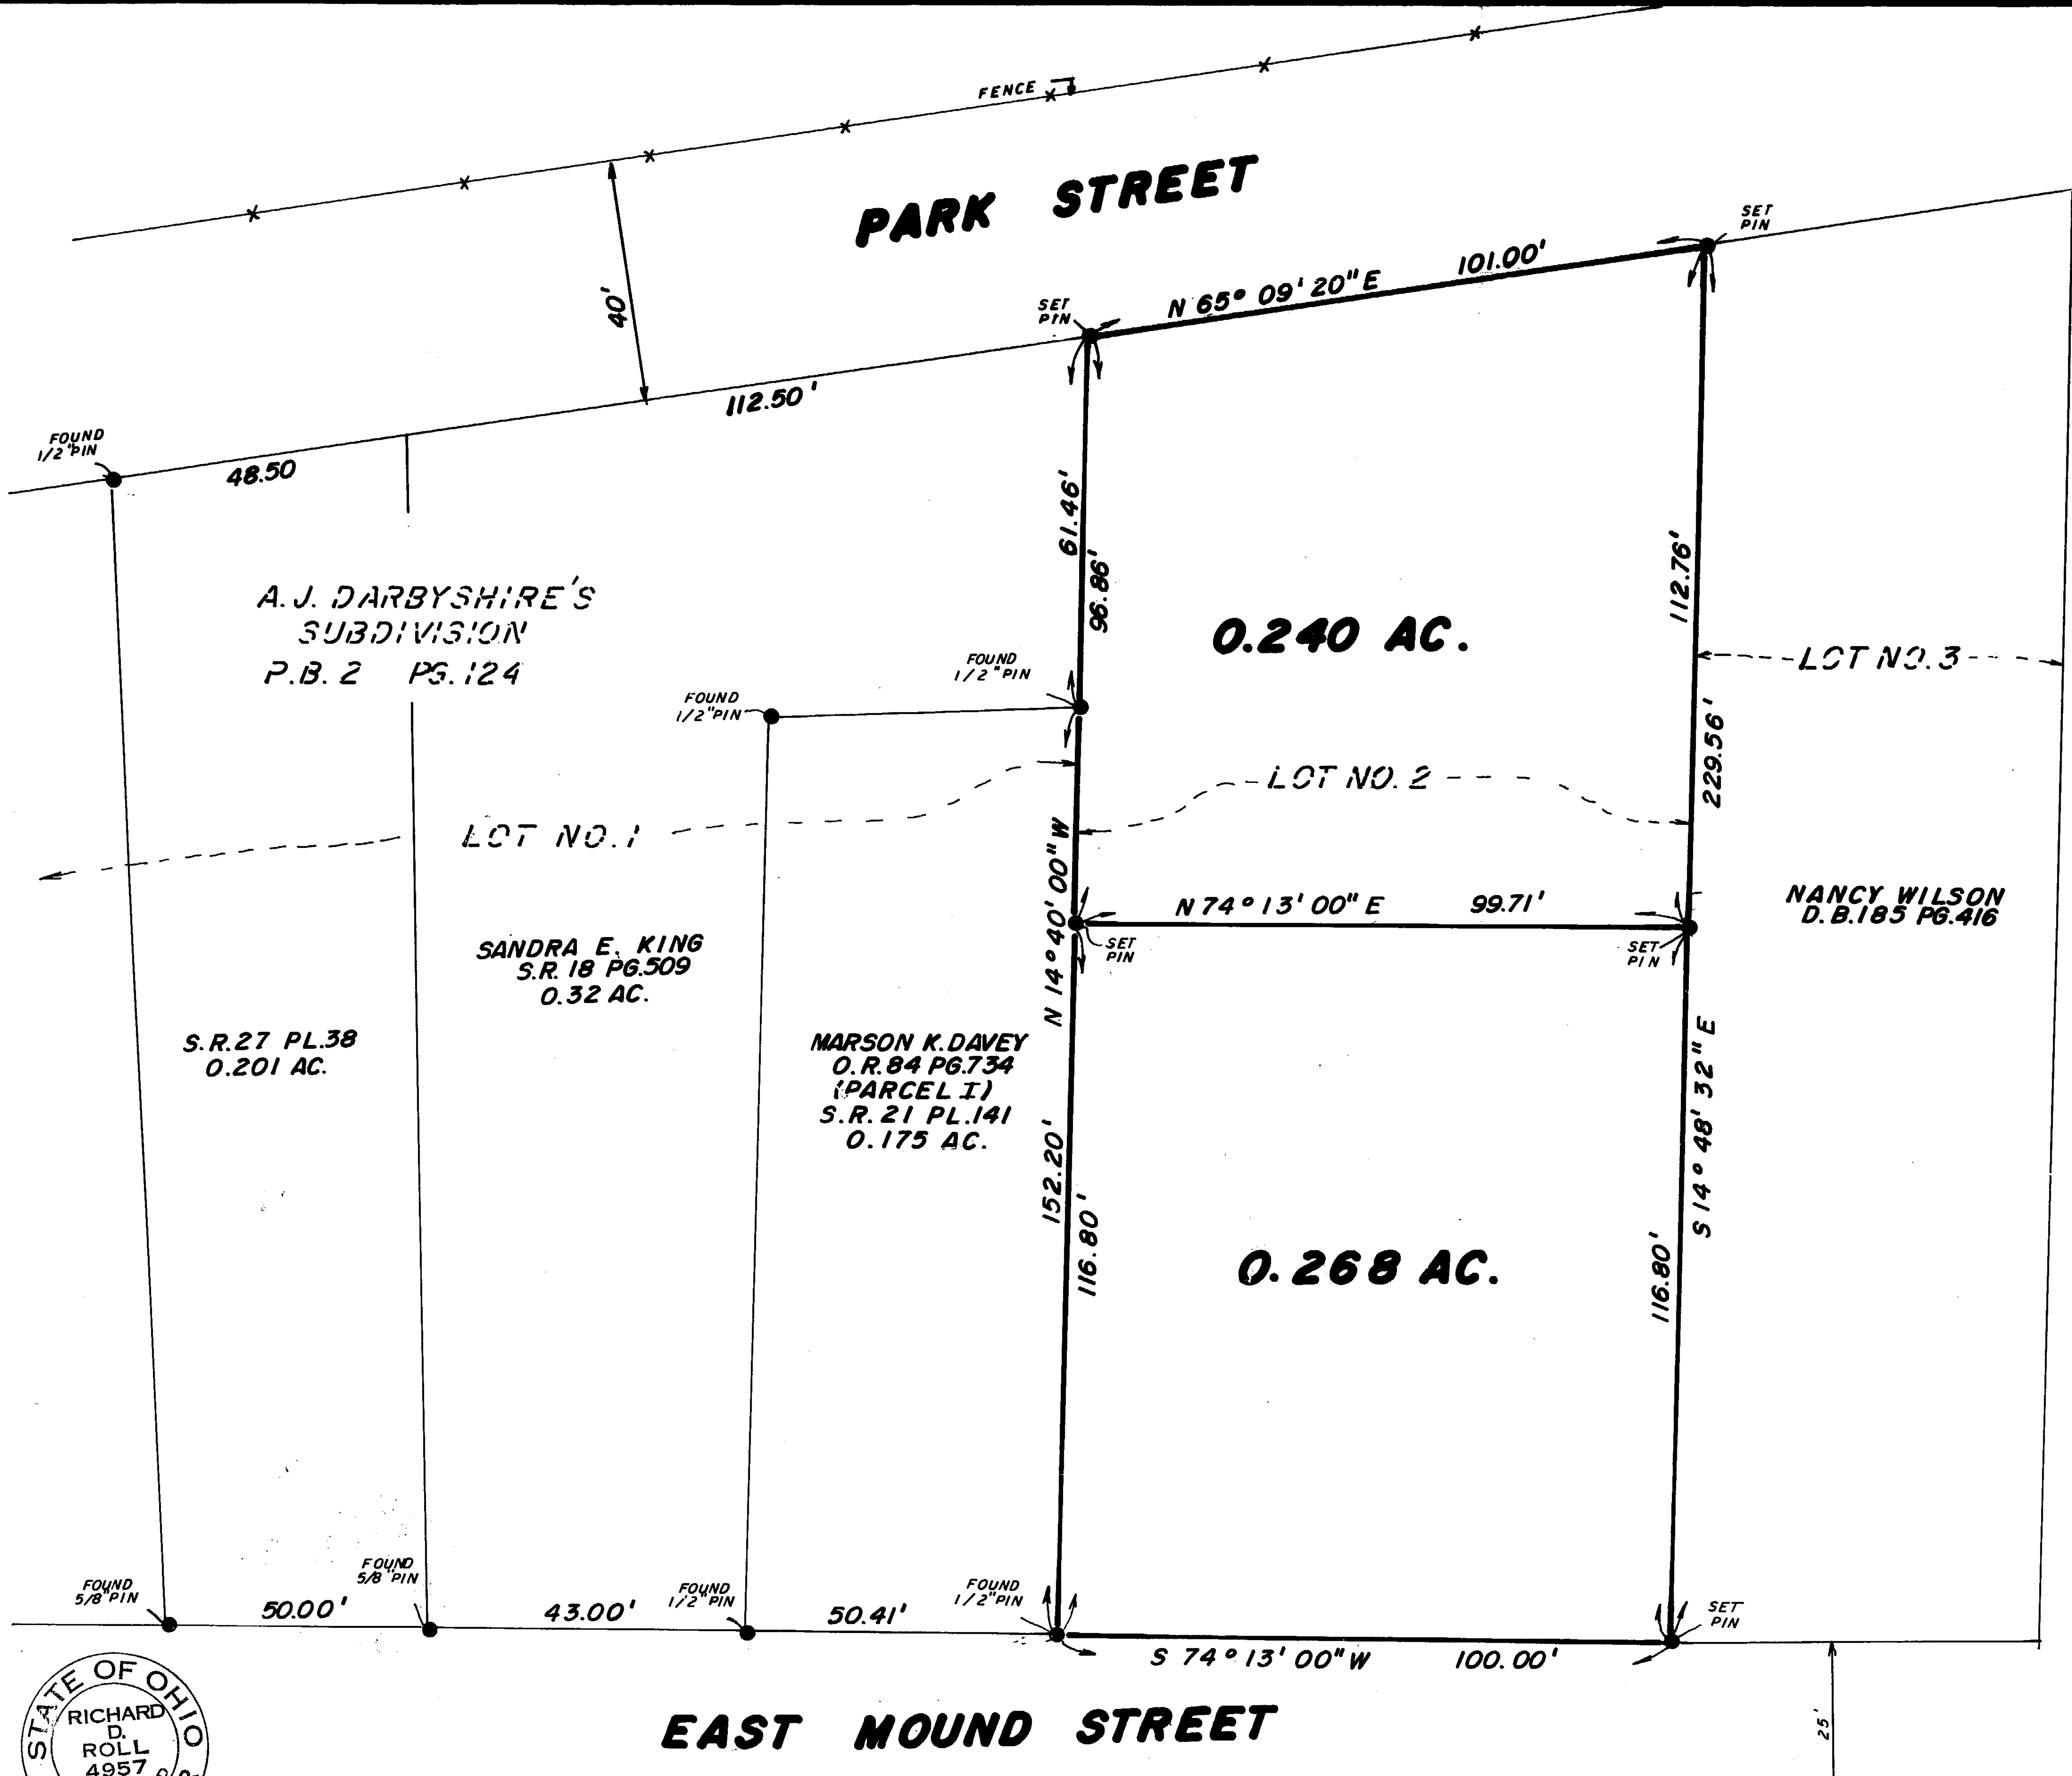 FENCE
PARK STREET
40'
SET
PIN
N 65° 09' 20" E 101.00'
SET
PIN
112.50'
FOUND
1/2" PIN
48.50
61.46'
96.86'
112.76'
A. J. DARBYSHIRE'S
SUBDIVISION
P.B. 2 PG. 124
0.240 AC.
LOT NO. 3
FOUND
1/2" PIN
FOUND
1/2" PIN
229.56'
LOT NO. 2
LOT NO. 1
N 14° 40' 00" W
N 74° 13' 00" E 99.71'
NANCY WILSON
D.B. 185 PG. 416
SET
PIN
SET
PIN
SANDRA E. KING
S.R. 18 PG. 509
0.32 AC.
S.R. 27 PL. 38
0.201 AC.
MARSON K. DAVEY
O.R. 84 PG. 734
(PARCEL I)
S.R. 21 PL. 141
0.175 AC.
S 14° 48' 32" E
152.20'
116.80'
0.268 AC.
116.80'
FOUND
5/8" PIN
50.00'
FOUND
5/8" PIN
43.00'
FOUND
1/2" PIN
50.41'
FOUND
1/2" PIN
SET
PIN
S 74° 13' 00" W 100.00'
STATE OF OHIO
RICHARD
D.
ROLL
4957
EAST MOUND STREET
25'